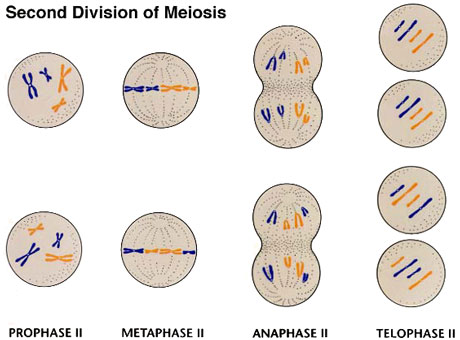 Second Division of Meiosis
PROPHASE II
METAPHASE II
ANAPHASE II
TELOPHASE II